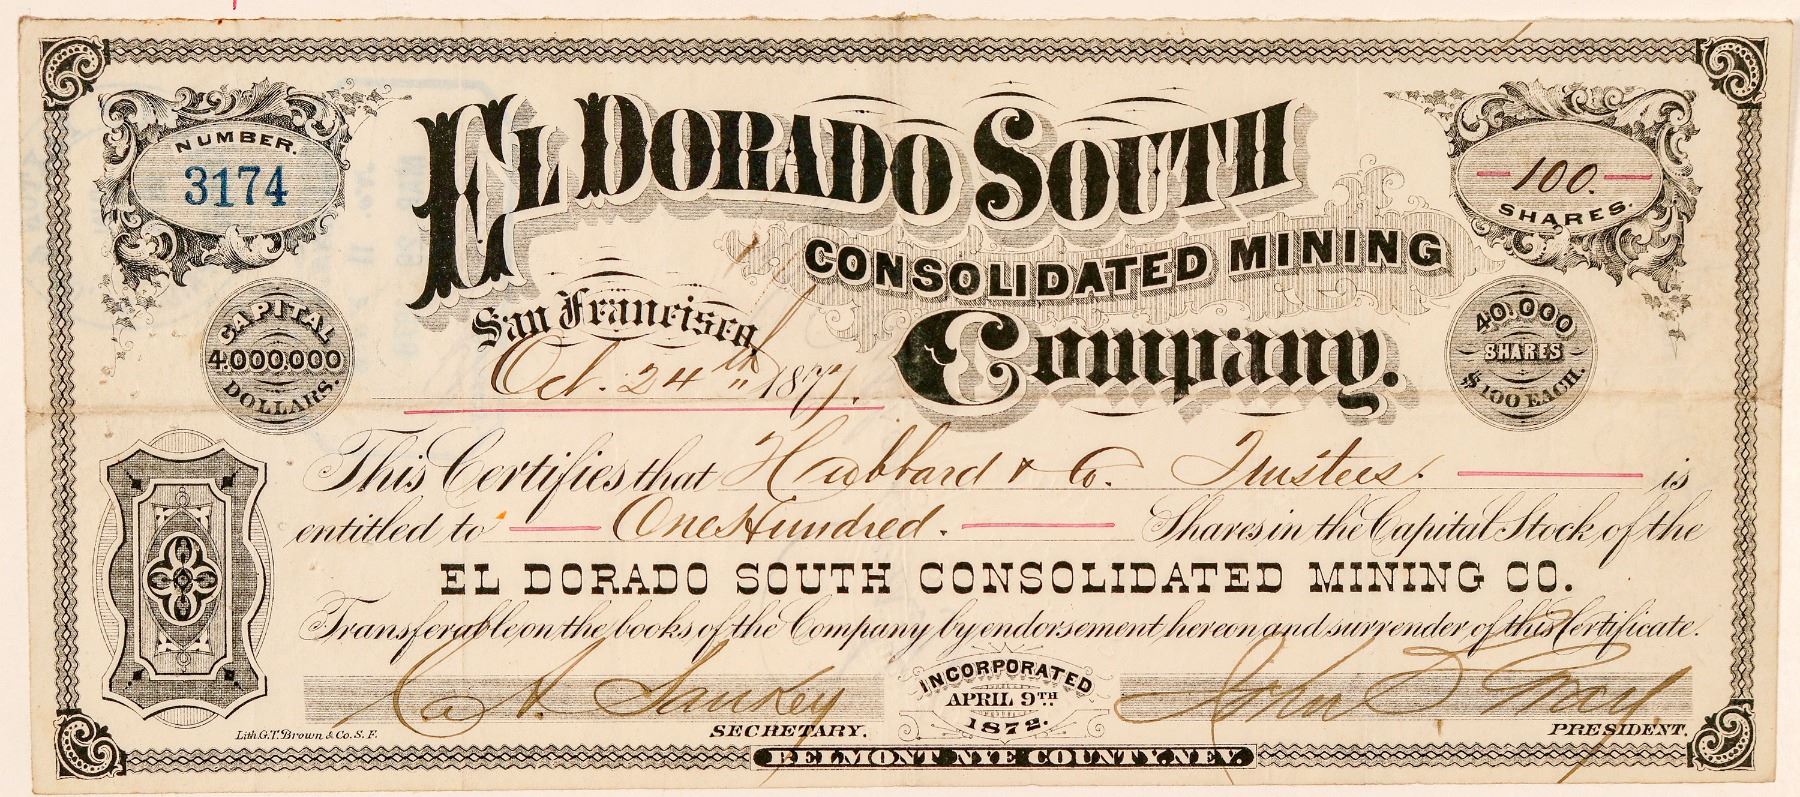 NUMBER.
3174
EL DORADO SOUTH
CONSOLIDATED MINING
Company.
100.
SHARES.
CAPITAL
4.000.000
DOLLARS.
San Francisco,
Oct. 24th 1877.
40.000
SHARES
$100 EACH.
This Certifies that Hubbard & Co. Trustees. is
entitled to One Hundred. Shares in the Capital Stock of the
EL DORADO SOUTH CONSOLIDATED MINING CO.
Transferable on the books of the Company by endorsement hereon and surrender of this Certificate.
C. A. Sankey
SECRETARY.
INCORPORATED
APRIL 9TH
1872.
John D Gray
PRESIDENT.
Lith. G.T. Brown & Co. S. F.
BELMONT NYE COUNTY. NEV.